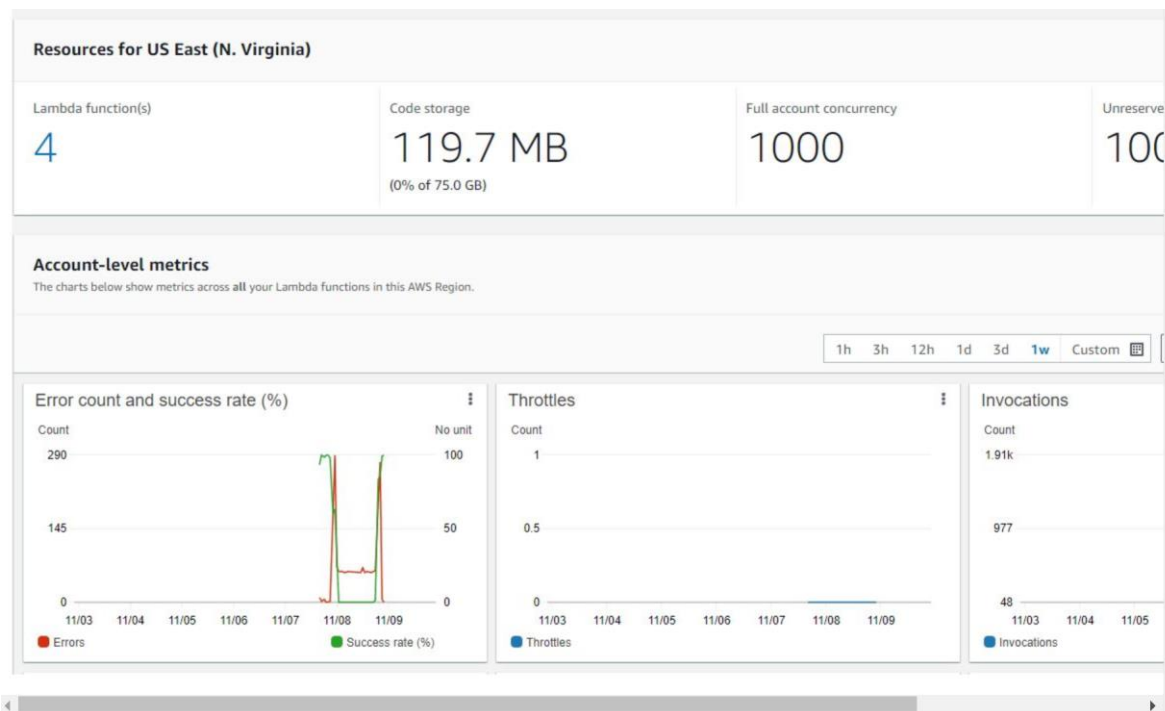 Resources for US East (N. Virginia)
Lambda function(s)
4
Code storage
119.7 MB
(0% of 75.0 GB)
Full account concurrency
1000
Unreserve
100
Account-level metrics
The charts below show metrics across all your Lambda functions in this AWS Region.
1h 3h 12h 1d 3d 1w Custom
Error count and success rate (%)
Count No unit
290 100
145 50
0 0
11/03 11/04 11/05 11/06 11/07 11/08 11/09
Errors Success rate (%)
Throttles
Count
1
0.5
0
11/03 11/04 11/05 11/06 11/07 11/08 11/09
Throttles
Invocations
Count
1.91k
977
48
11/03 11/04 11/05
Invocations